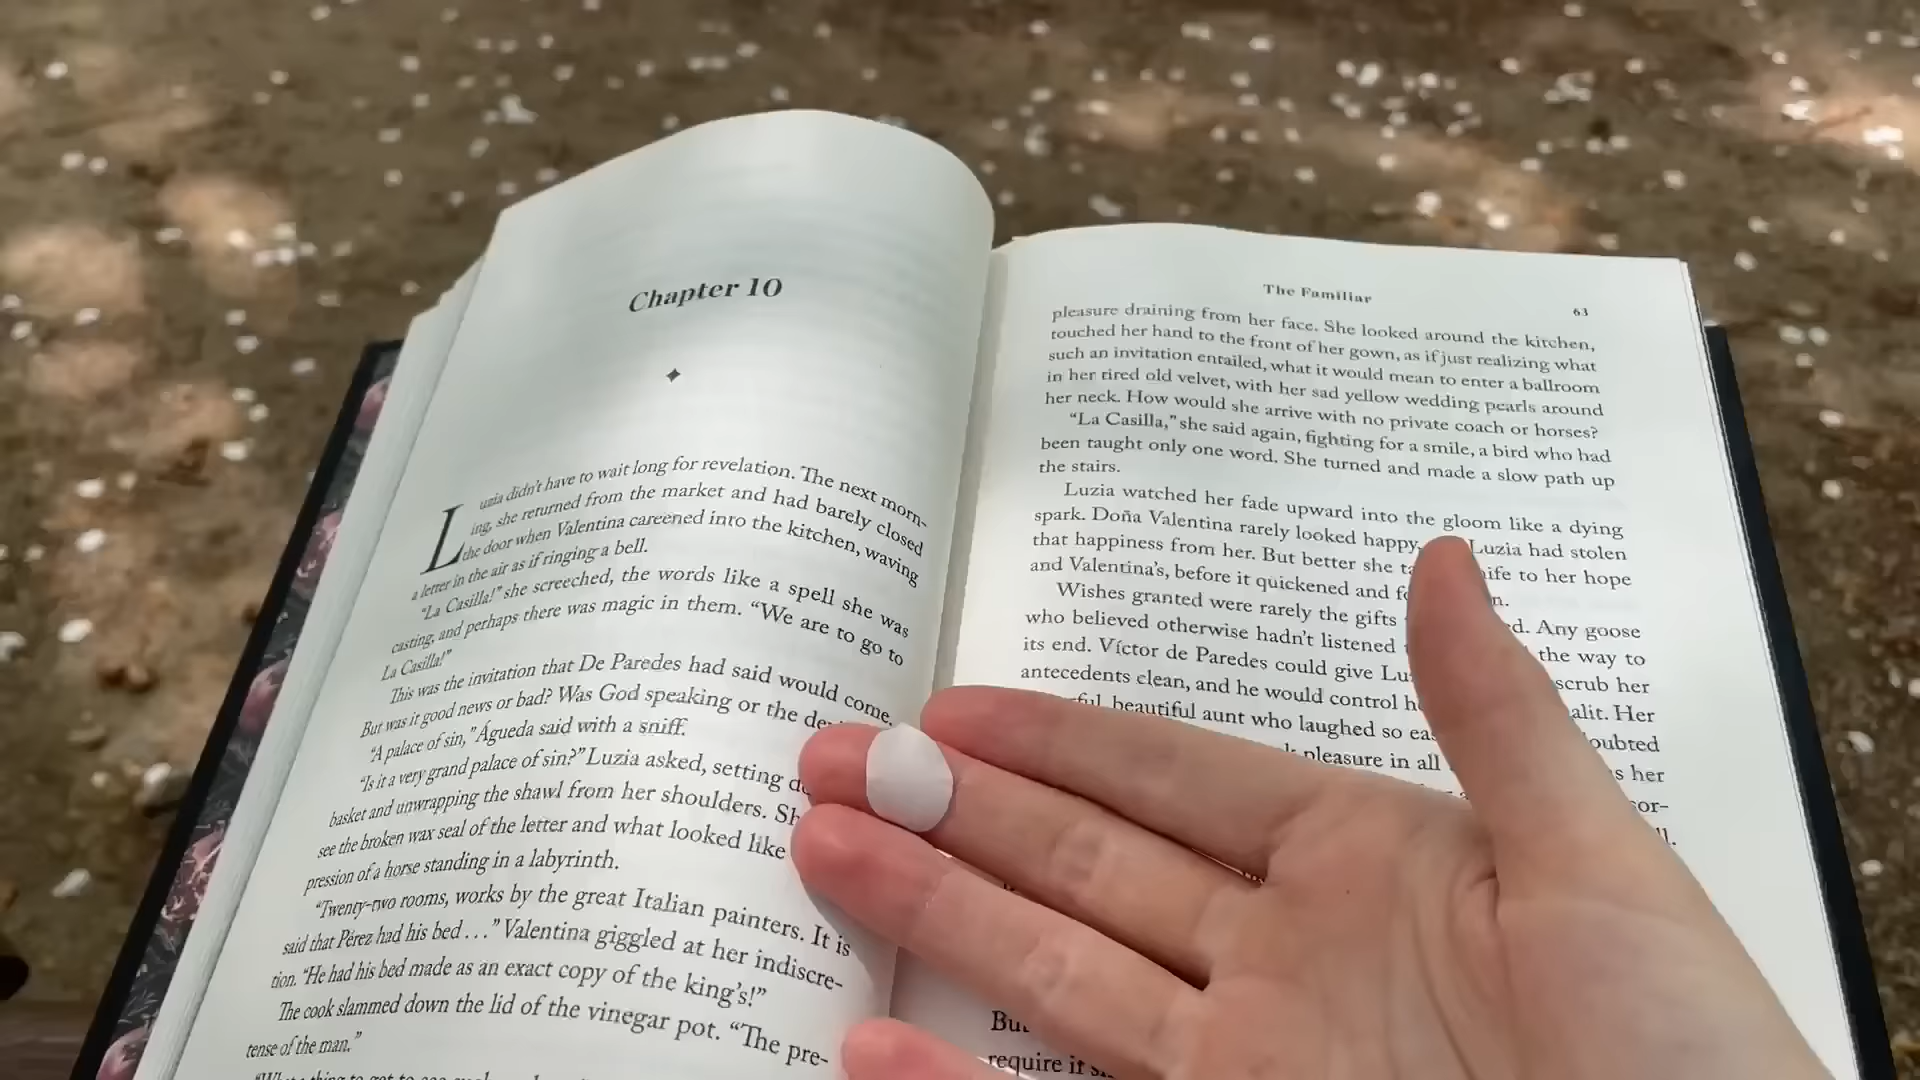 Chapter 10
Luzia didn't have to wait long for revelation. The next morn-
ing, she returned from the market and had barely closed
the door when Valentina careened into the kitchen, waving
a letter in the air as if ringing a bell.
"La Casilla!" she screeched, the words like a spell she was
casting, and perhaps there was magic in them. "We are to go to
La Casilla!"
This was the invitation that De Paredes had said would come.
But was it good news or bad? Was God speaking or the
"A palace of sin," Águeda said with a sniff.
"Is it a very grand palace of sin?" Luzia asked, setting
basket and unwrapping the shawl from her shoulders.
see the broken wax seal of the letter and what looked like
pression of a horse standing in a labyrinth.
"Twenty-two rooms, works by the great Italian painters. It is
said that Pérez had his bed . . ." Valentina giggled at her indiscre-
tion. "He had his bed made as an exact copy of the king's!"
The cook slammed down the lid of the vinegar pot. "The pre-
tense of the man."
The Familiar
63
pleasure draining from her face. She looked around the kitchen,
touched her hand to the front of her gown, as if just realizing what
such an invitation entailed, what it would mean to enter a ballroom
in her tired old velvet, with her sad yellow wedding pearls around
her neck. How would she arrive with no private coach or horses?
"La Casilla," she said again, fighting for a smile, a bird who had
been taught only one word. She turned and made a slow path up
the stairs.
Luzia watched her fade upward into the gloom like a dying
spark. Doña Valentina rarely looked happy, Luzia had stolen
that happiness from her. But better she to her hope
and Valentina's, before it quickened and
Wishes granted were rarely the gifts Any goose
who believed otherwise hadn't listened the way to
its end. Víctor de Paredes could give scrub her
antecedents clean, and he would control Her
beautiful aunt who laughed so
pleasure in all her
require it